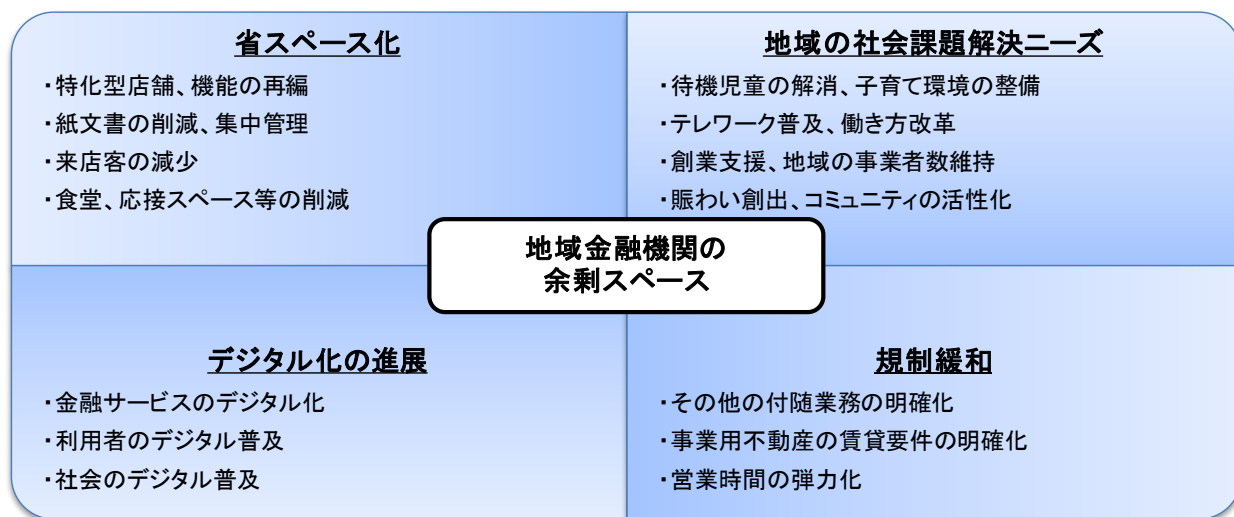 省スペース化
・特化型店舗、機能の再編
・紙文書の削減、集中管理
・来店客の減少
・食堂、応接スペース等の削減
地域の社会課題解決ニーズ
・待機児童の解消、子育て環境の整備
・テレワーク普及、働き方改革
・創業支援、地域の事業者数維持
・賑わい創出、コミュニティの活性化
地域金融機関の
余剰スペース
デジタル化の進展
・金融サービスのデジタル化
・利用者のデジタル普及
・社会のデジタル普及
規制緩和
・その他の付随業務の明確化
・事業用不動産の賃貸要件の明確化
・営業時間の弾力化